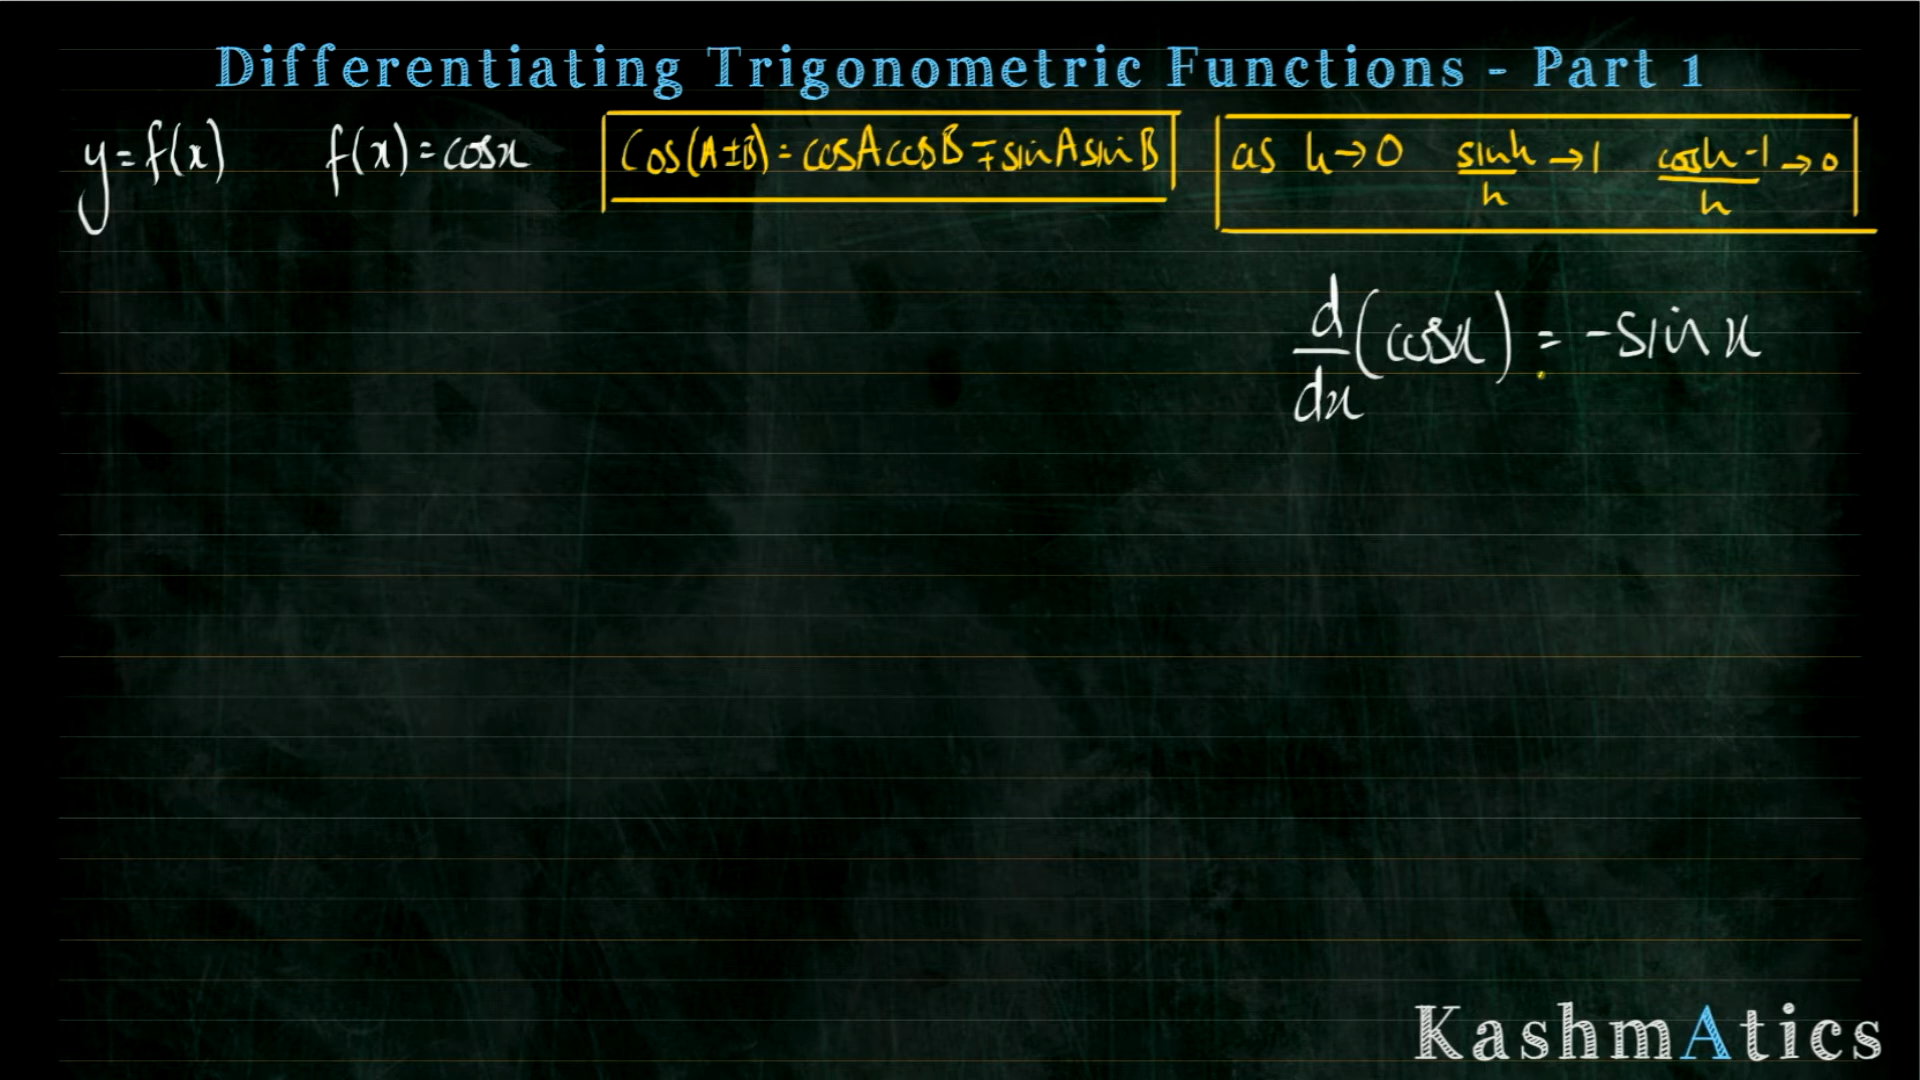 Differentiating Trigonometric Functions - Part 1
y=f(x) f(x)=cosx Cos(A±B)=cosAcosB∓sinAsinB as h→0 sinh/h→1 cosh-1/h→0
d/dx(cosx)=-sinx
KashmAtics